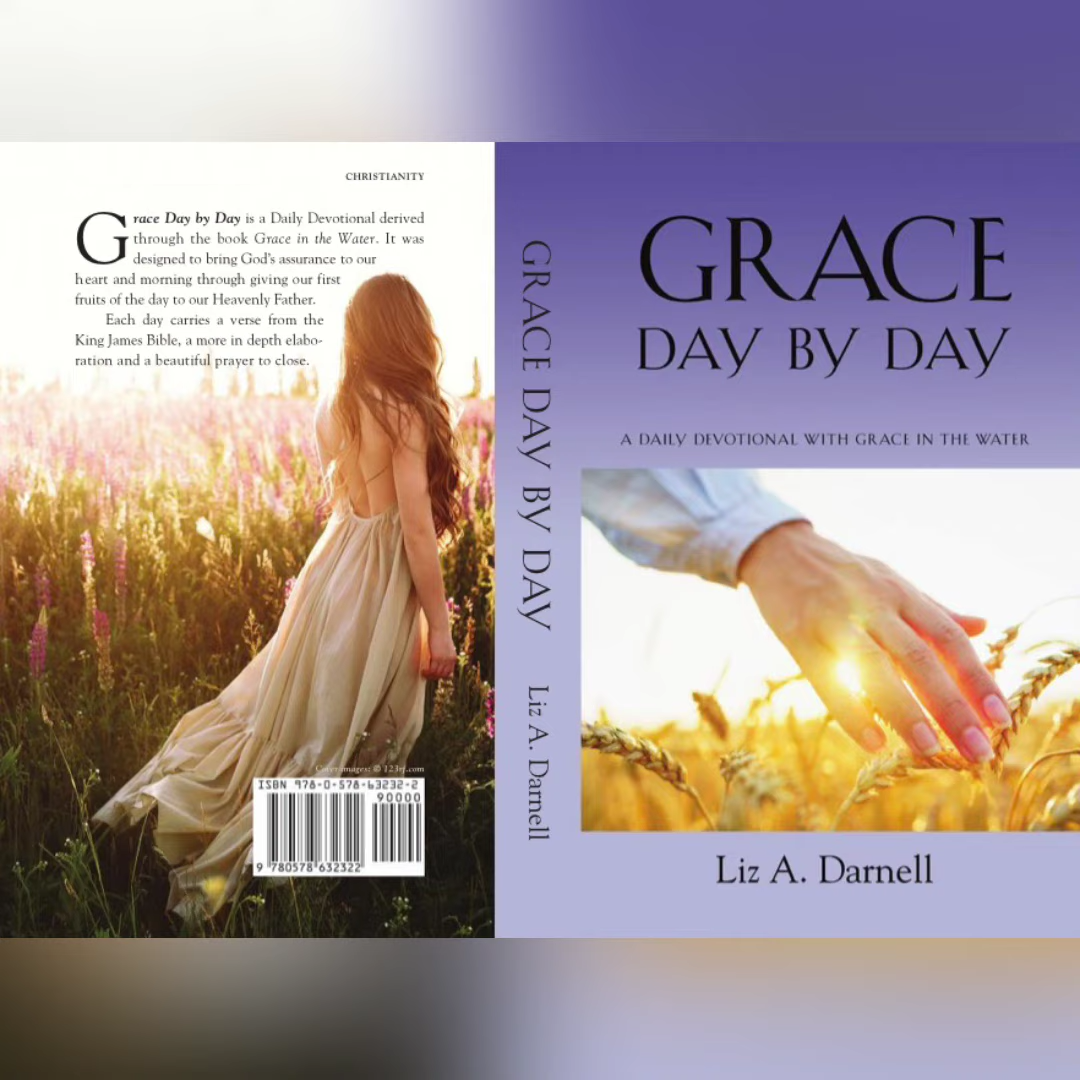 CHRISTIANITY
Grace Day by Day is a Daily Devotional derived
through the book Grace in the Water. It was
designed to bring God's assurance to our
heart and morning through giving our first
fruits of the day to our Heavenly Father.
Each day carries a verse from the
King James Bible, a more in depth elabo-
ration and a beautiful prayer to close.
Cover images: © 123rf.com
ISBN 978-0-578-63232-2
90000
9 780578 632322
GRACE DAY BY DAY Liz A. Darnell
GRACE
DAY BY DAY
A DAILY DEVOTIONAL WITH GRACE IN THE WATER
Liz A. Darnell